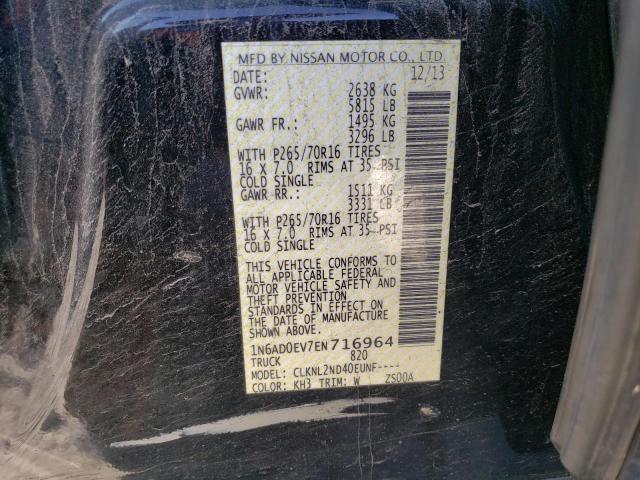 MFD BY NISSAN MOTOR CO., LTD
DATE: 12/13
GVWR: 2638 KG
5815 LB
GAWR FR.: 1495 KG
3296 LB
WITH P265/70R16 TIRES
16 X 7.0 RIMS AT 35 PSI
COLD SINGLE
GAWR RR.: 1511 KG
3331 LB
WITH P265/70R16 TIRES
16 X 7.0 RIMS AT 35 PSI
COLD SINGLE
THIS VEHICLE CONFORMS TO
ALL APPLICABLE FEDERAL
MOTOR VEHICLE SAFETY AND
THEFT PREVENTION
STANDARDS IN EFFECT ON
THE DATE OF MANUFACTURE
SHOWN ABOVE.
1N6AD0EV7EN716964
TRUCK 820
MODEL: CLKNL2ND40EUNF----
COLOR: KH3 TRIM: W ZS00A